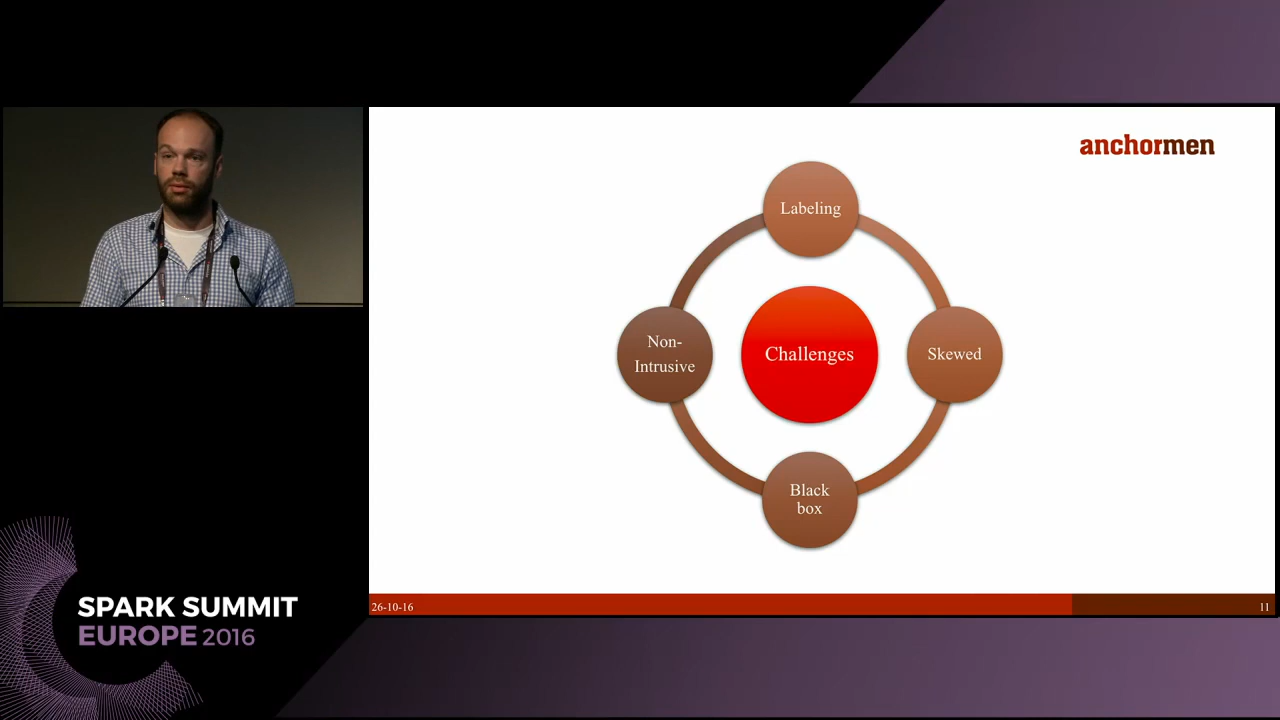 anchormen
Labeling
Non-
Intrusive
Challenges
Skewed
Black
box
26-10-16
11
SPARK SUMMIT
EUROPE 2016